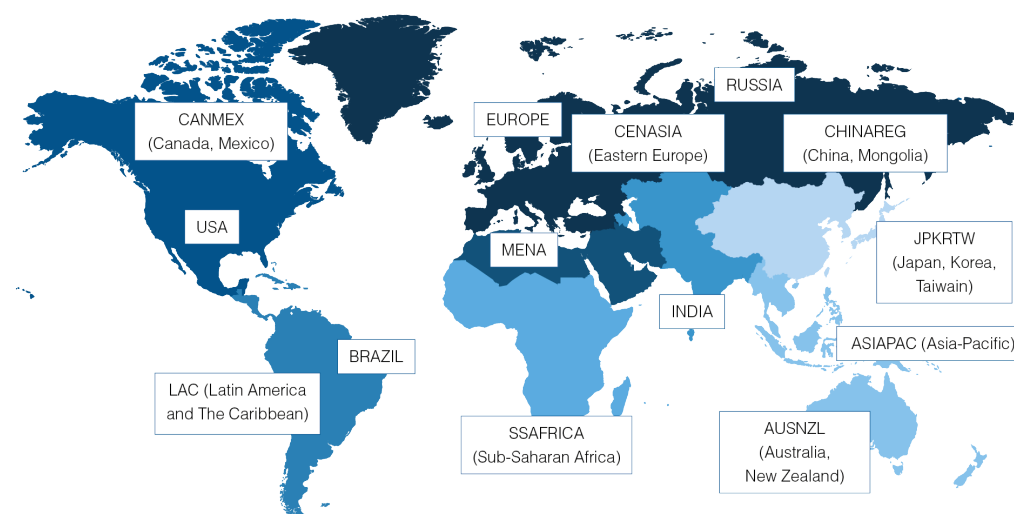 RUSSIA
CANMEX
(Canada, Mexico)
EUROPE
CENASIA
(Eastern Europe)
CHINAREG
(China, Mongolia)
USA
MENA
JPKRTW
(Japan, Korea,
Taiwain)
INDIA
BRAZIL
ASIAPAC (Asia-Pacific)
LAC (Latin America
and The Caribbean)
SSAFRICA
(Sub-Saharan Africa)
AUSNZL
(Australia,
New Zealand)